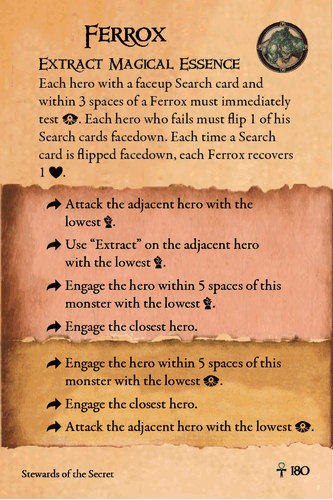 Ferrox
Extract Magical Essence
Each hero with a faceup Search card and
within 3 spaces of a Ferrox must immediately
test . Each hero who fails must flip 1 of his
Search cards facedown. Each time a Search
card is flipped facedown, each Ferrox recovers
1 ♥.
Attack the adjacent hero with the
lowest .
Use “Extract” on the adjacent hero
with the lowest .
Engage the hero within 5 spaces of this
monster with the lowest .
Engage the closest hero.
Engage the hero within 5 spaces of this
monster with the lowest .
Engage the closest hero.
Attack the adjacent hero with the lowest .
Stewards of the Secret
180